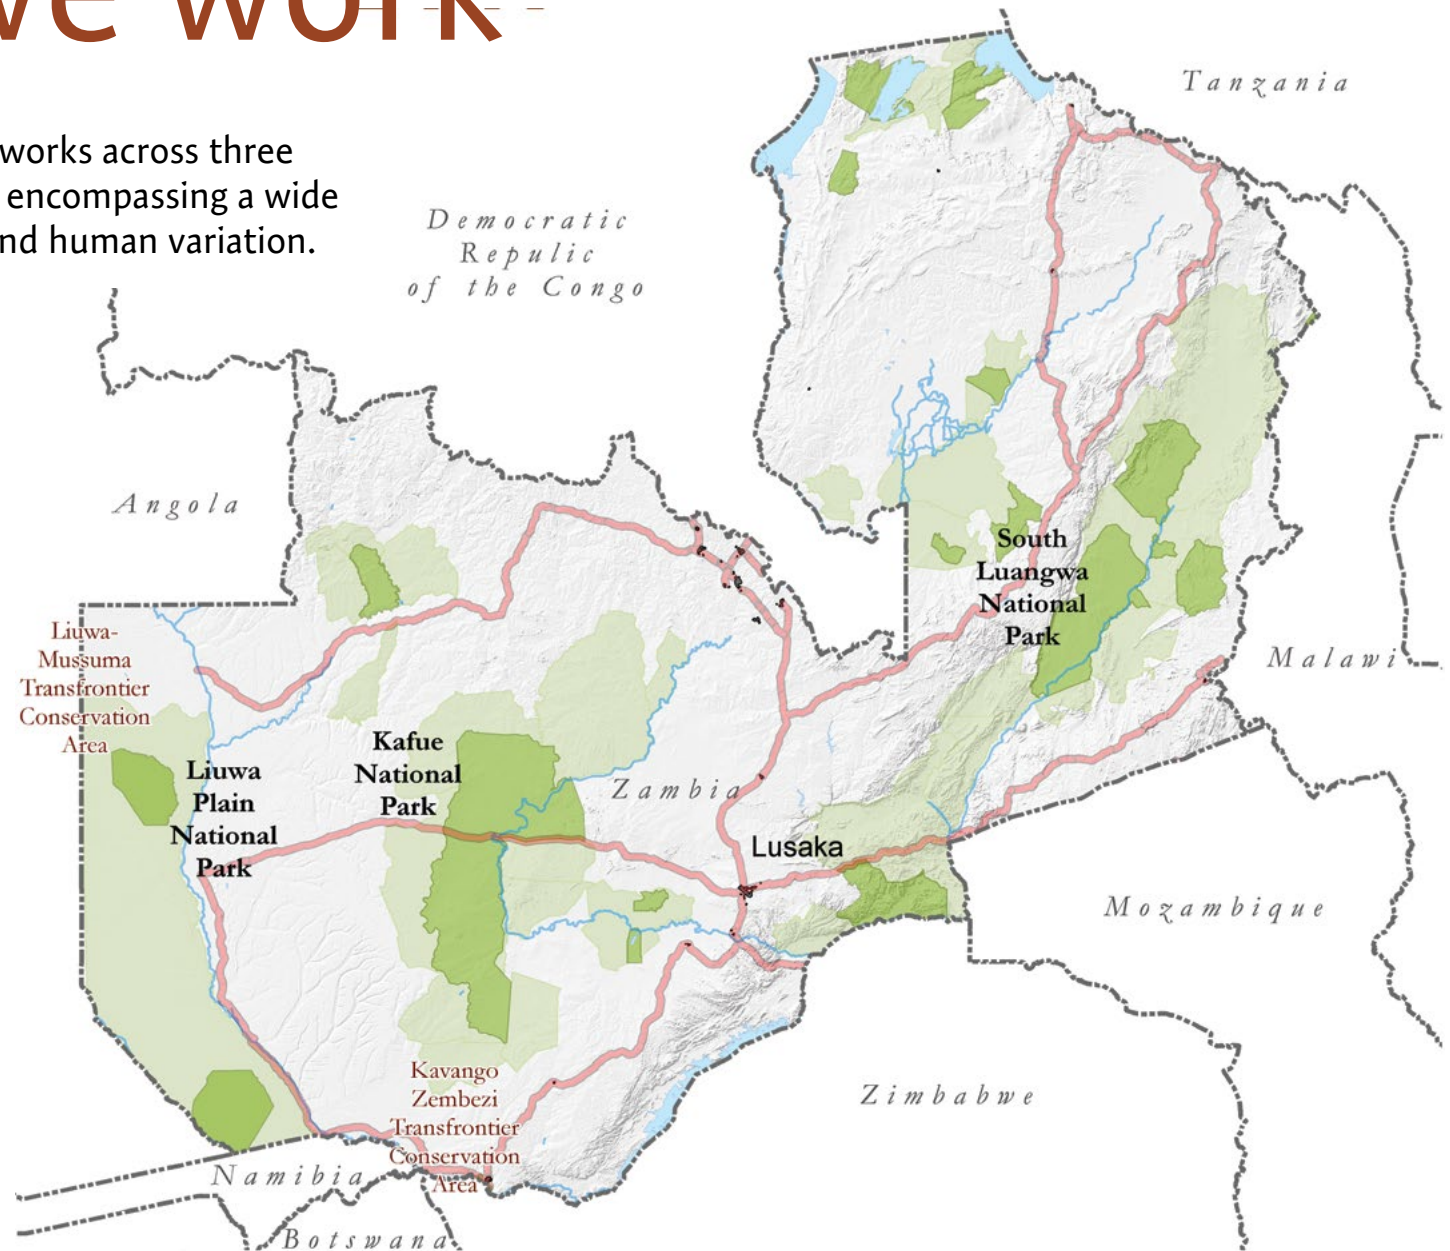 we work
works across three
encompassing a wide
nd human variation.
Tanzania
Democratic
Repulic
of the Congo
Angola
South
Luangwa
National
Park
Liuwa-
Mussuma
Transfrontier
Conservation
Area
Malawi
Kafue
National
Park
Liuwa
Plain
National
Park
Zambia
Lusaka
Mozambique
Kavango
Zembezi
Transfrontier
Conservation
Area
Zimbabwe
Namibia
Botswana